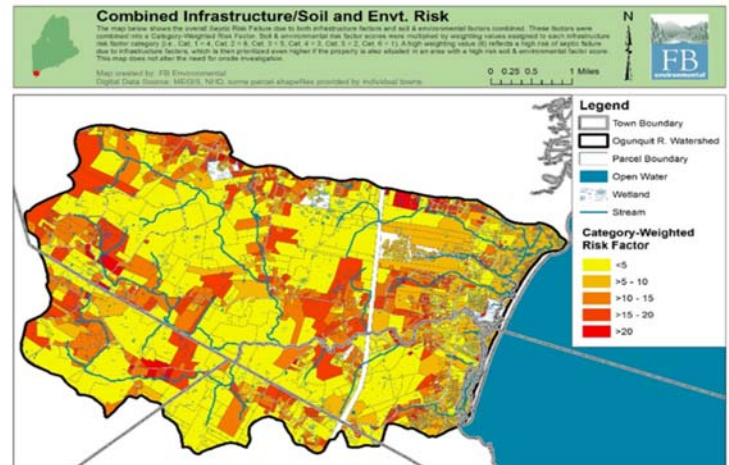 Combined Infrastructure/Soil and Envt. Risk
The map below shows the overall Septic Risk Failure due to both infrastructure factors and soil & environmental factors combined. These factors were
combined into a Category-Weighted Risk Factor. Soil & environmental risk factor scores were multiplied by weighting values assigned to each infrastructure
risk factor category (i.e., Cat. 1 = 4, Cat. 2 = 6, Cat. 3 = 5, Cat. 4 = 3, Cat. 5 = 2, Cat. 6 = 1). A high weighting value (6) reflects a high risk of septic failure
due to infrastructure factors, which is then prioritized even higher if the property is also situated in an area with a high risk soil & environmental factor score.
This map does not alter the need for onsite investigation.
Map created by: FB Environmental
Digital Data Source: MEGIS, NHD, some parcel shapefiles provided by individual towns.
0 0.25 0.5 1 Miles
N
FB
environmental
Legend
Town Boundary
Ogunquit R. Watershed
Parcel Boundary
Open Water
Wetland
Stream
Category-Weighted
Risk Factor
<5
>5 - 10
>10 - 15
>15 - 20
>20